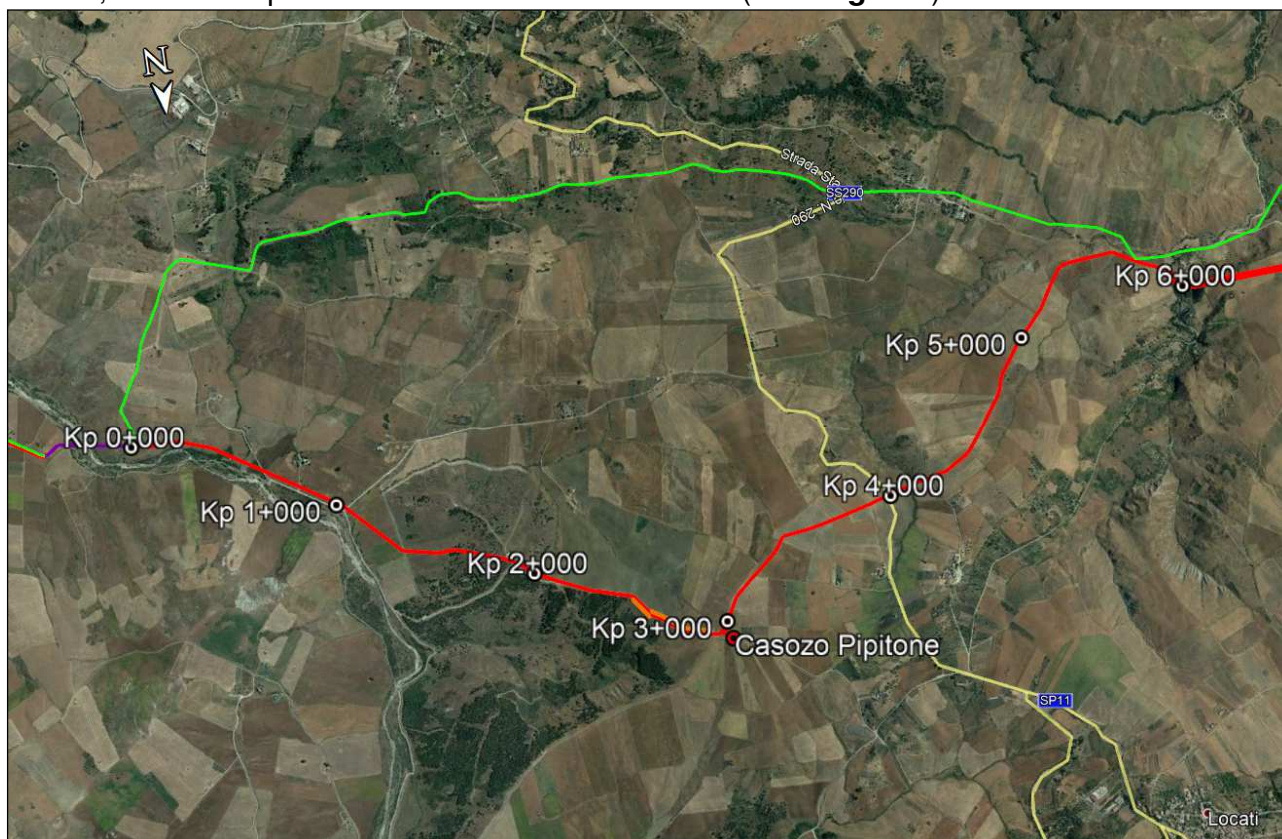 N
Strada Sta
SS290
N. 290
Kp 6+000
Kp 5+000
Kp 0+000
Kp 4+000
Kp 1+000
Kp 2+000
Kp 3+000
Casozo Pipitone
SP11
Locati